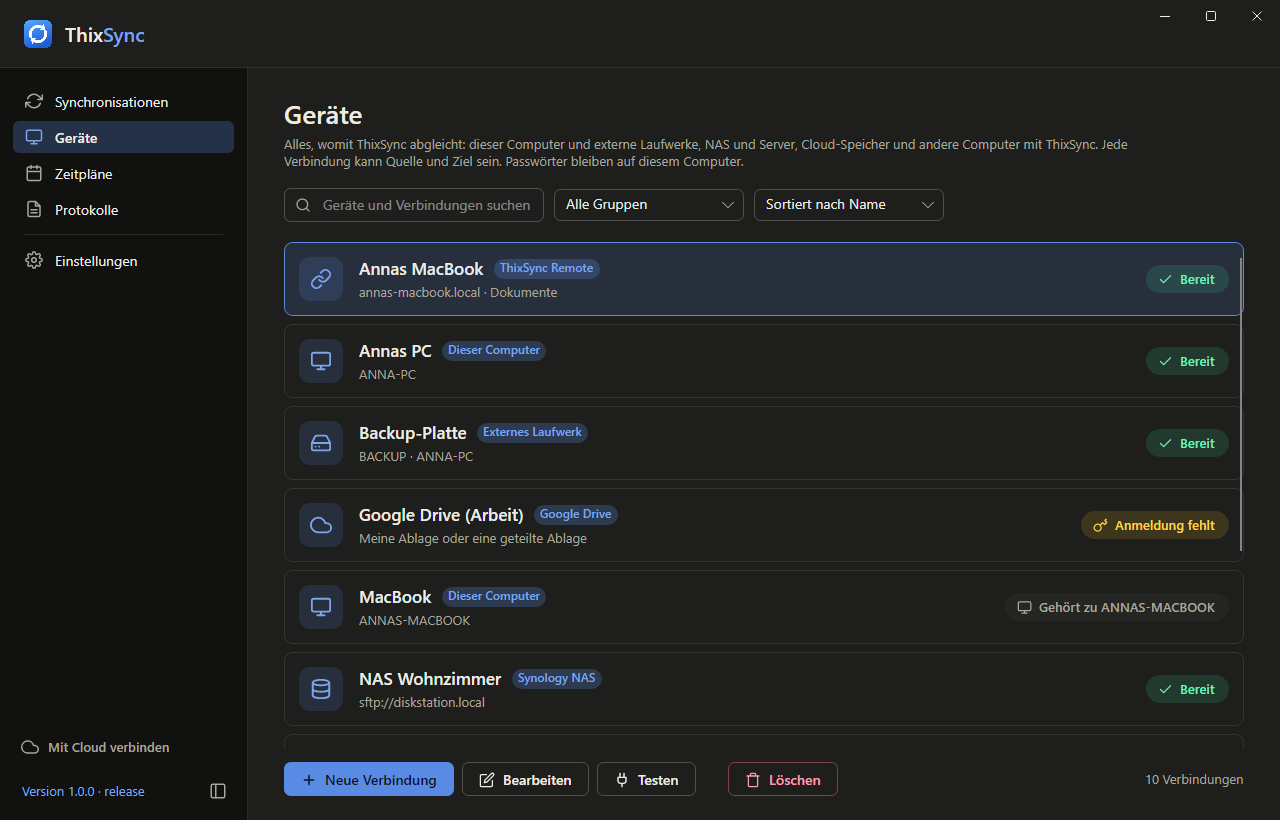 ThixSync
Synchronisationen
Geräte
Zeitpläne
Protokolle
Einstellungen
Mit Cloud verbinden
Version 1.0.0 · release
Geräte
Alles, womit ThixSync abgleicht: dieser Computer und externe Laufwerke, NAS und Server, Cloud-Speicher und andere Computer mit ThixSync. Jede
Verbindung kann Quelle und Ziel sein. Passwörter bleiben auf diesem Computer.
Geräte und Verbindungen suchen
Alle Gruppen
Sortiert nach Name
Annas MacBook ThixSync Remote
annas-macbook.local · Dokumente
Bereit
Annas PC Dieser Computer
ANNA-PC
Bereit
Backup-Platte Externes Laufwerk
BACKUP · ANNA-PC
Bereit
Google Drive (Arbeit) Google Drive
Meine Ablage oder eine geteilte Ablage
Anmeldung fehlt
MacBook Dieser Computer
ANNAS-MACBOOK
Gehört zu ANNAS-MACBOOK
NAS Wohnzimmer Synology NAS
sftp://diskstation.local
Bereit
Neue Verbindung
Bearbeiten
Testen
Löschen
10 Verbindungen